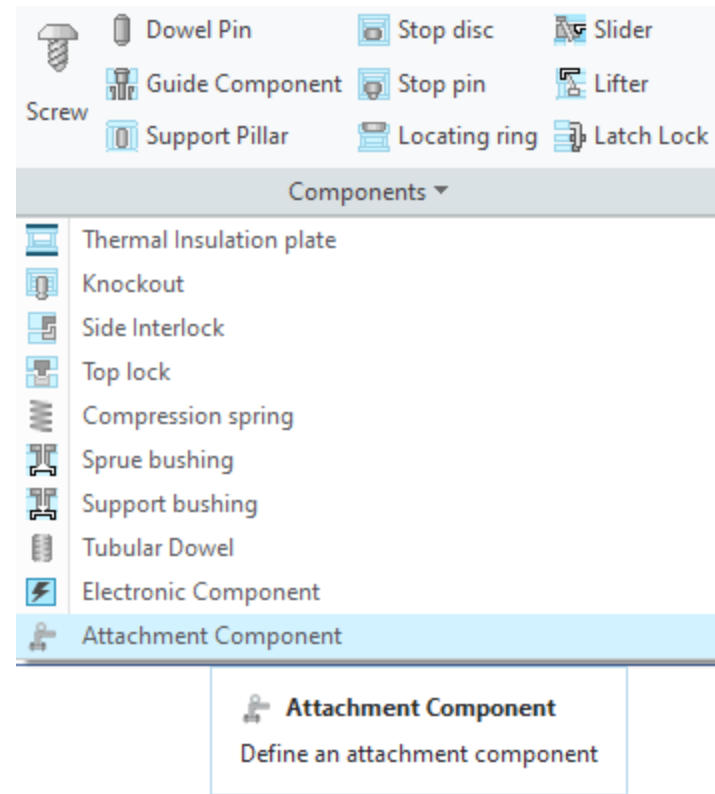 Screw
Dowel Pin
Guide Component
Support Pillar
Stop disc
Stop pin
Locating ring
Slider
Lifter
Latch Lock
Components
Thermal Insulation plate
Knockout
Side Interlock
Top lock
Compression spring
Sprue bushing
Support bushing
Tubular Dowel
Electronic Component
Attachment Component
Attachment Component
Define an attachment component